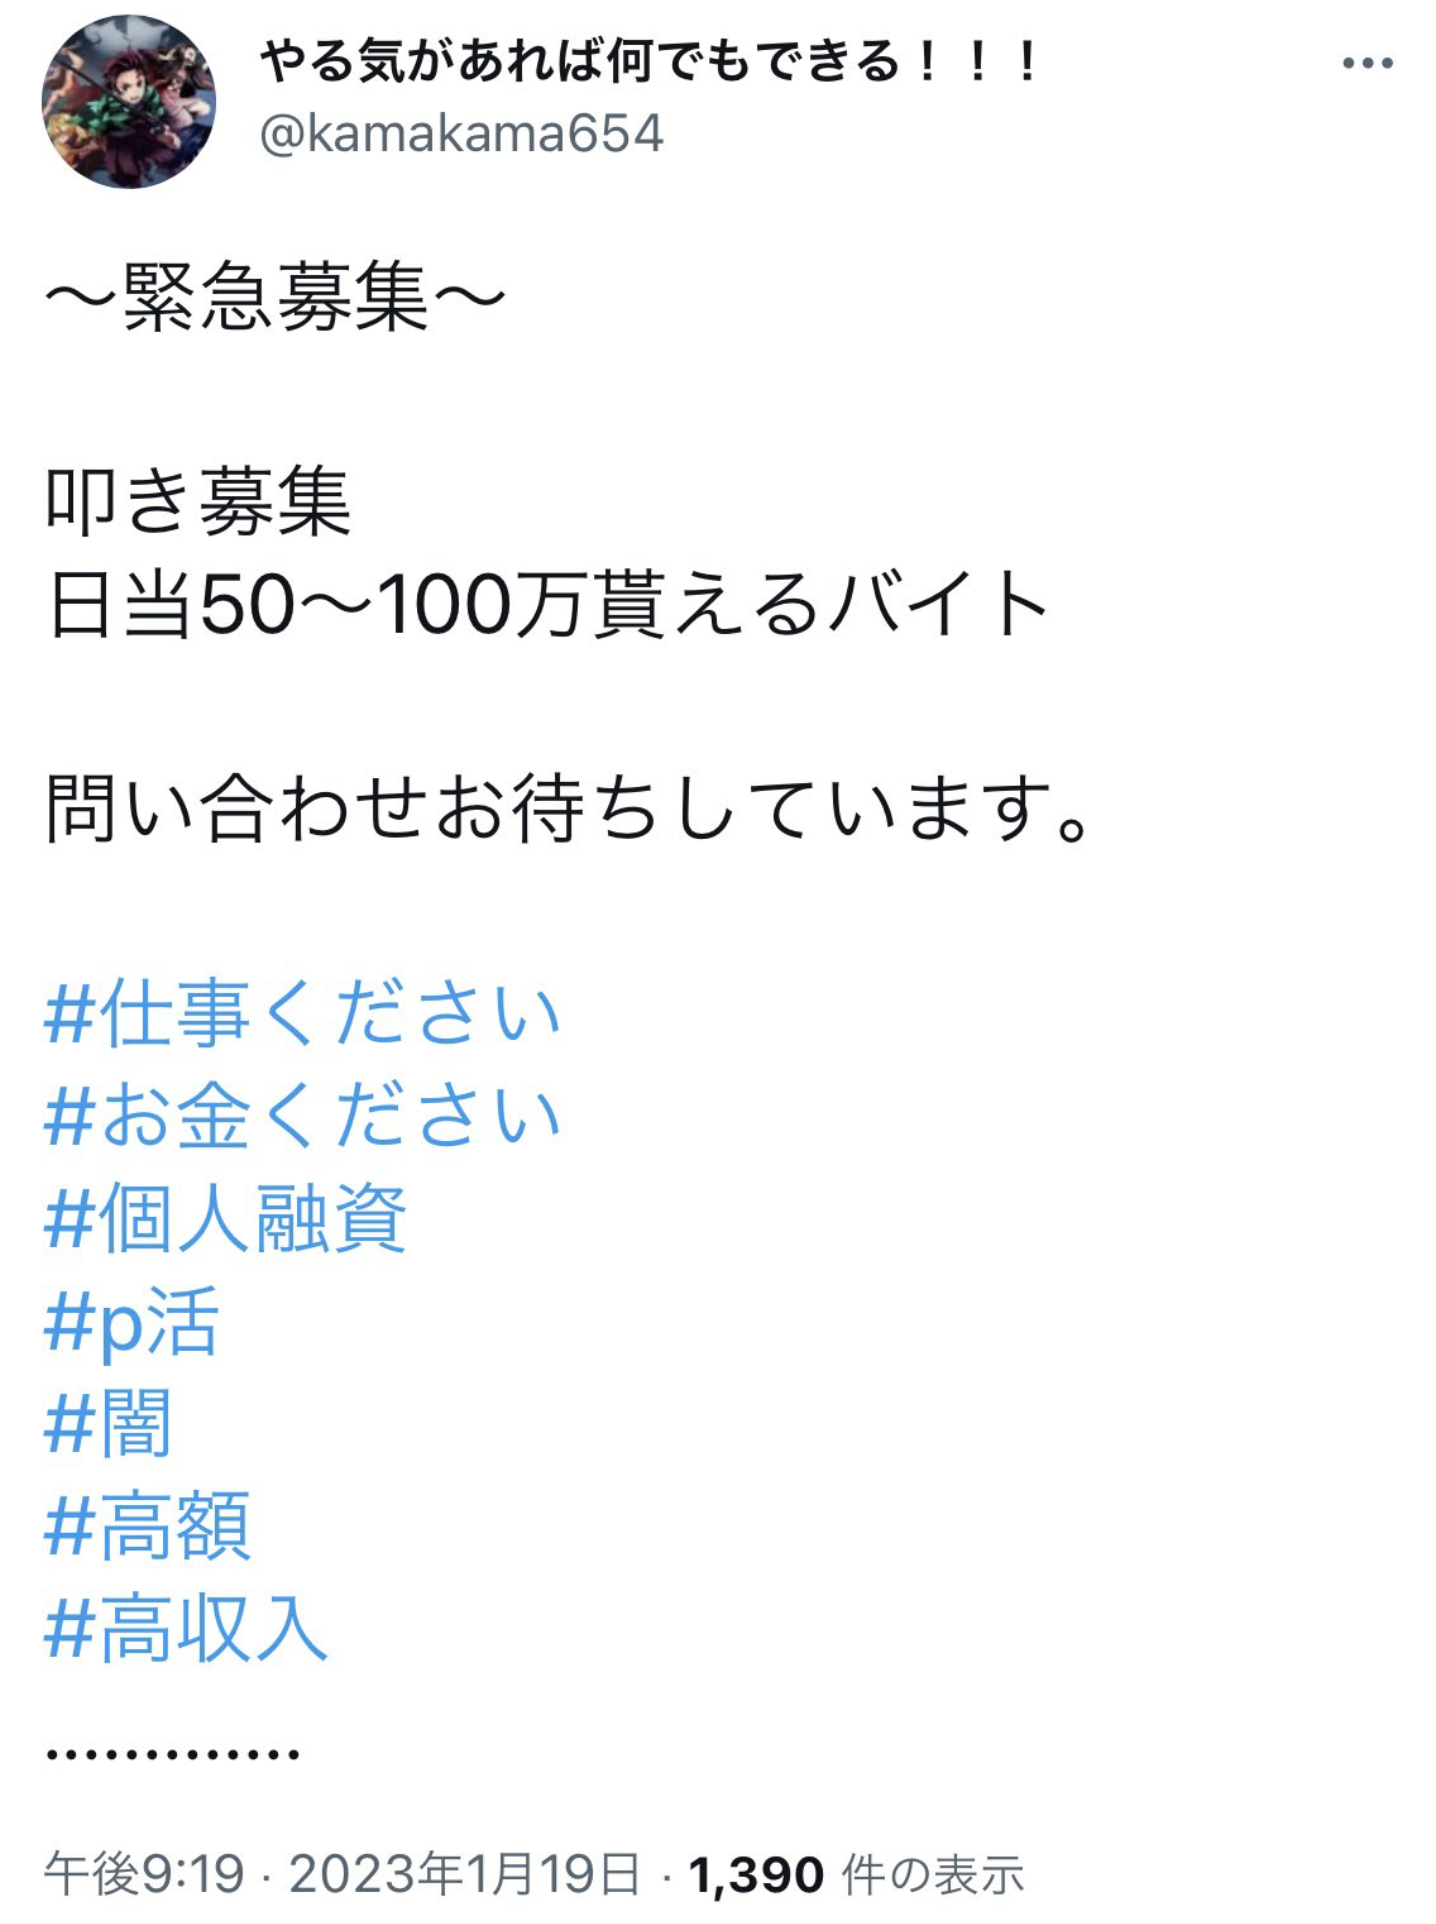 やる気があれば何でもできる！！！
@kamakama654
〜緊急募集〜
叩き募集
日当50〜100万貰えるバイト
問い合わせお待ちしています。
#仕事ください
#お金ください
#個人融資
#p活
#闇
#高額
#高収入
.............
午後9:19 · 2023年1月19日 · 1,390 件の表示